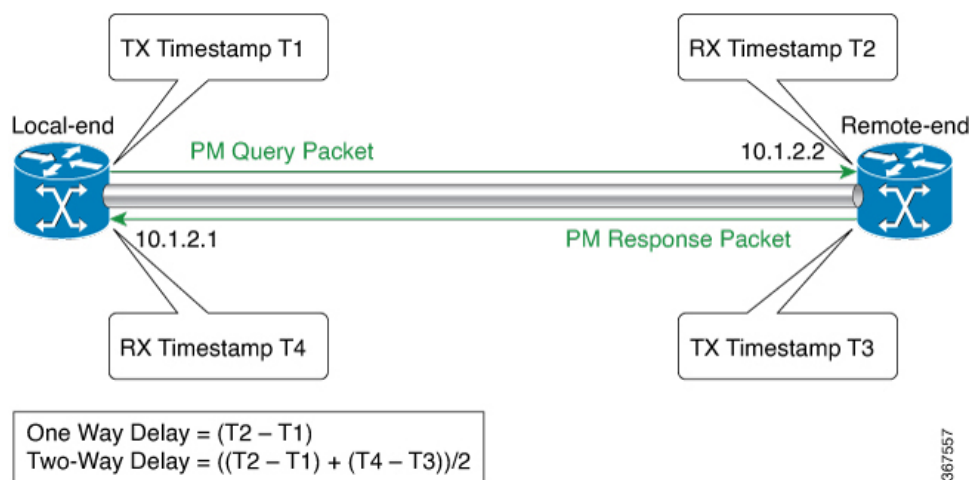 TX Timestamp T1
RX Timestamp T2
Local-end
Remote-end
PM Query Packet
10.1.2.2
10.1.2.1
PM Response Packet
RX Timestamp T4
TX Timestamp T3
One Way Delay = (T2 – T1)
Two-Way Delay = ((T2 – T1) + (T4 – T3))/2
367557